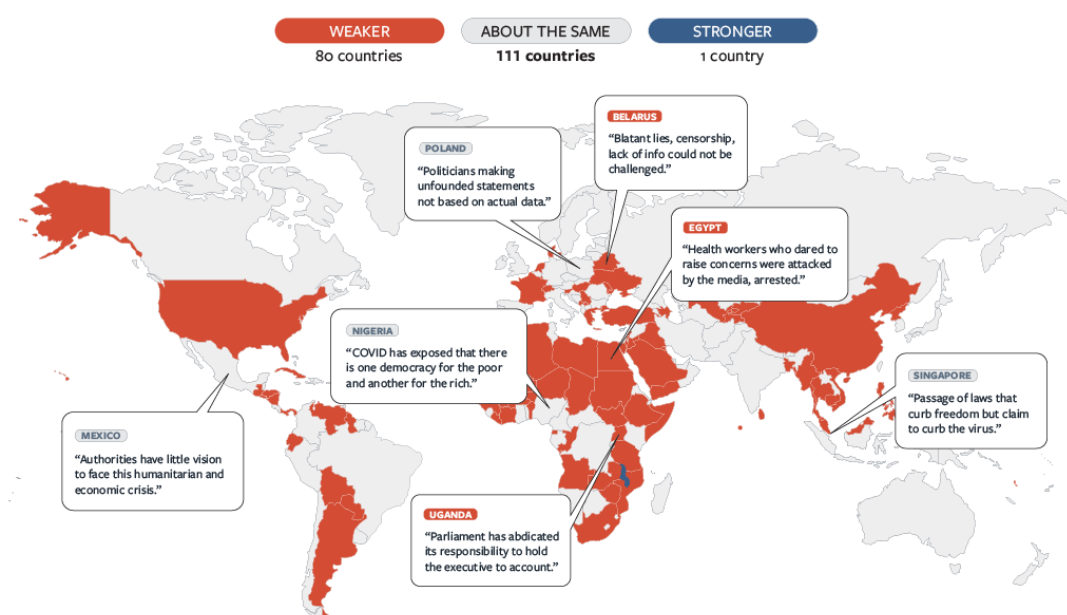 WEAKER
80 countries
ABOUT THE SAME
111 countries
STRONGER
1 country
BELARUS
“Blatant lies, censorship,
lack of info could not be
challenged.”
POLAND
“Politicians making
unfounded statements
not based on actual data.”
EGYPT
“Health workers who dared to
raise concerns were attacked
by the media, arrested.”
NIGERIA
“COVID has exposed that there
is one democracy for the poor
and another for the rich.”
SINGAPORE
“Passage of laws that
curb freedom but claim
to curb the virus.”
MEXICO
“Authorities have little vision
to face this humanitarian and
economic crisis.”
UGANDA
“Parliament has abdicated
its responsibility to hold
the executive to account.”